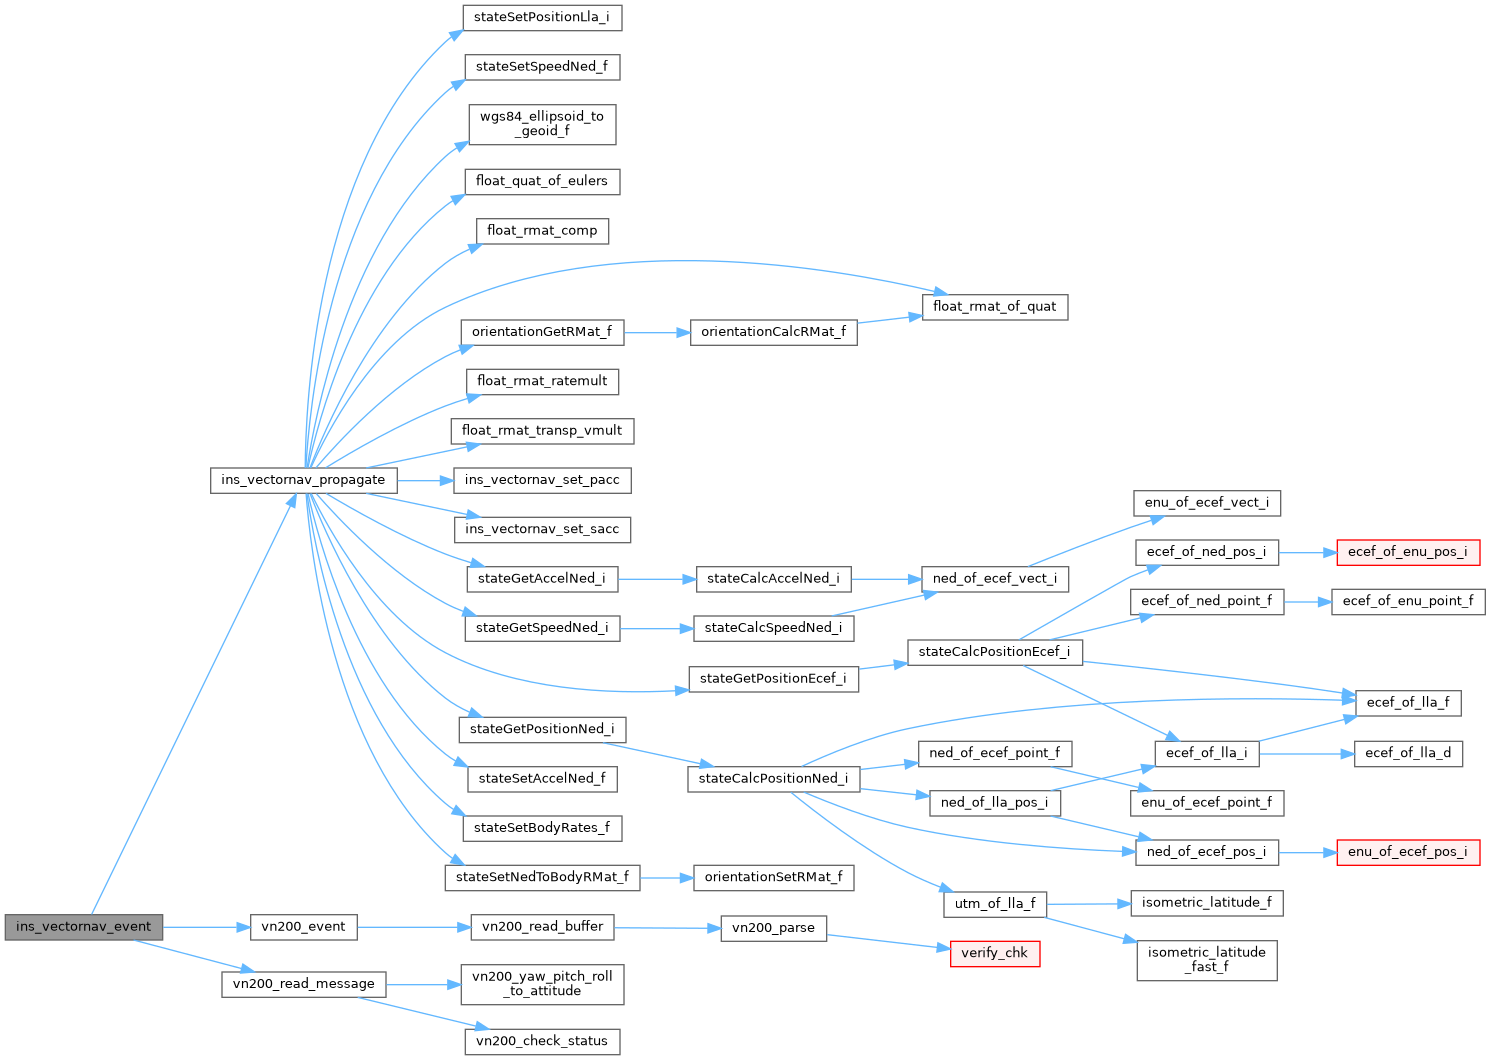 stateSetPositionLla_i
stateSetSpeedNed_f
wgs84_ellipsoid_to
_geoid_f
float_quat_of_eulers
float_rmat_comp
float_rmat_of_quat
orientationGetRMat_f
orientationCalcRMat_f
float_rmat_ratemult
float_rmat_transp_vmult
ins_vectornav_propagate
ins_vectornav_set_pacc
ins_vectornav_set_sacc
enu_of_ecef_vect_i
ecef_of_ned_pos_i
ecef_of_enu_pos_i
stateGetAccelNed_i
stateCalcAccelNed_i
ned_of_ecef_vect_i
ecef_of_ned_point_f
ecef_of_enu_point_f
stateGetSpeedNed_i
stateCalcSpeedNed_i
stateCalcPositionEcef_i
stateGetPositionEcef_i
ecef_of_lla_f
stateGetPositionNed_i
ned_of_ecef_point_f
ecef_of_lla_i
ecef_of_lla_d
stateSetAccelNed_f
stateCalcPositionNed_i
ned_of_lla_pos_i
enu_of_ecef_point_f
stateSetBodyRates_f
ned_of_ecef_pos_i
enu_of_ecef_pos_i
stateSetNedToBodyRMat_f
orientationSetRMat_f
utm_of_lla_f
isometric_latitude_f
ins_vectornav_event
vn200_event
vn200_read_buffer
vn200_parse
verify_chk
isometric_latitude
_fast_f
vn200_read_message
vn200_yaw_pitch_roll
_to_attitude
vn200_check_status